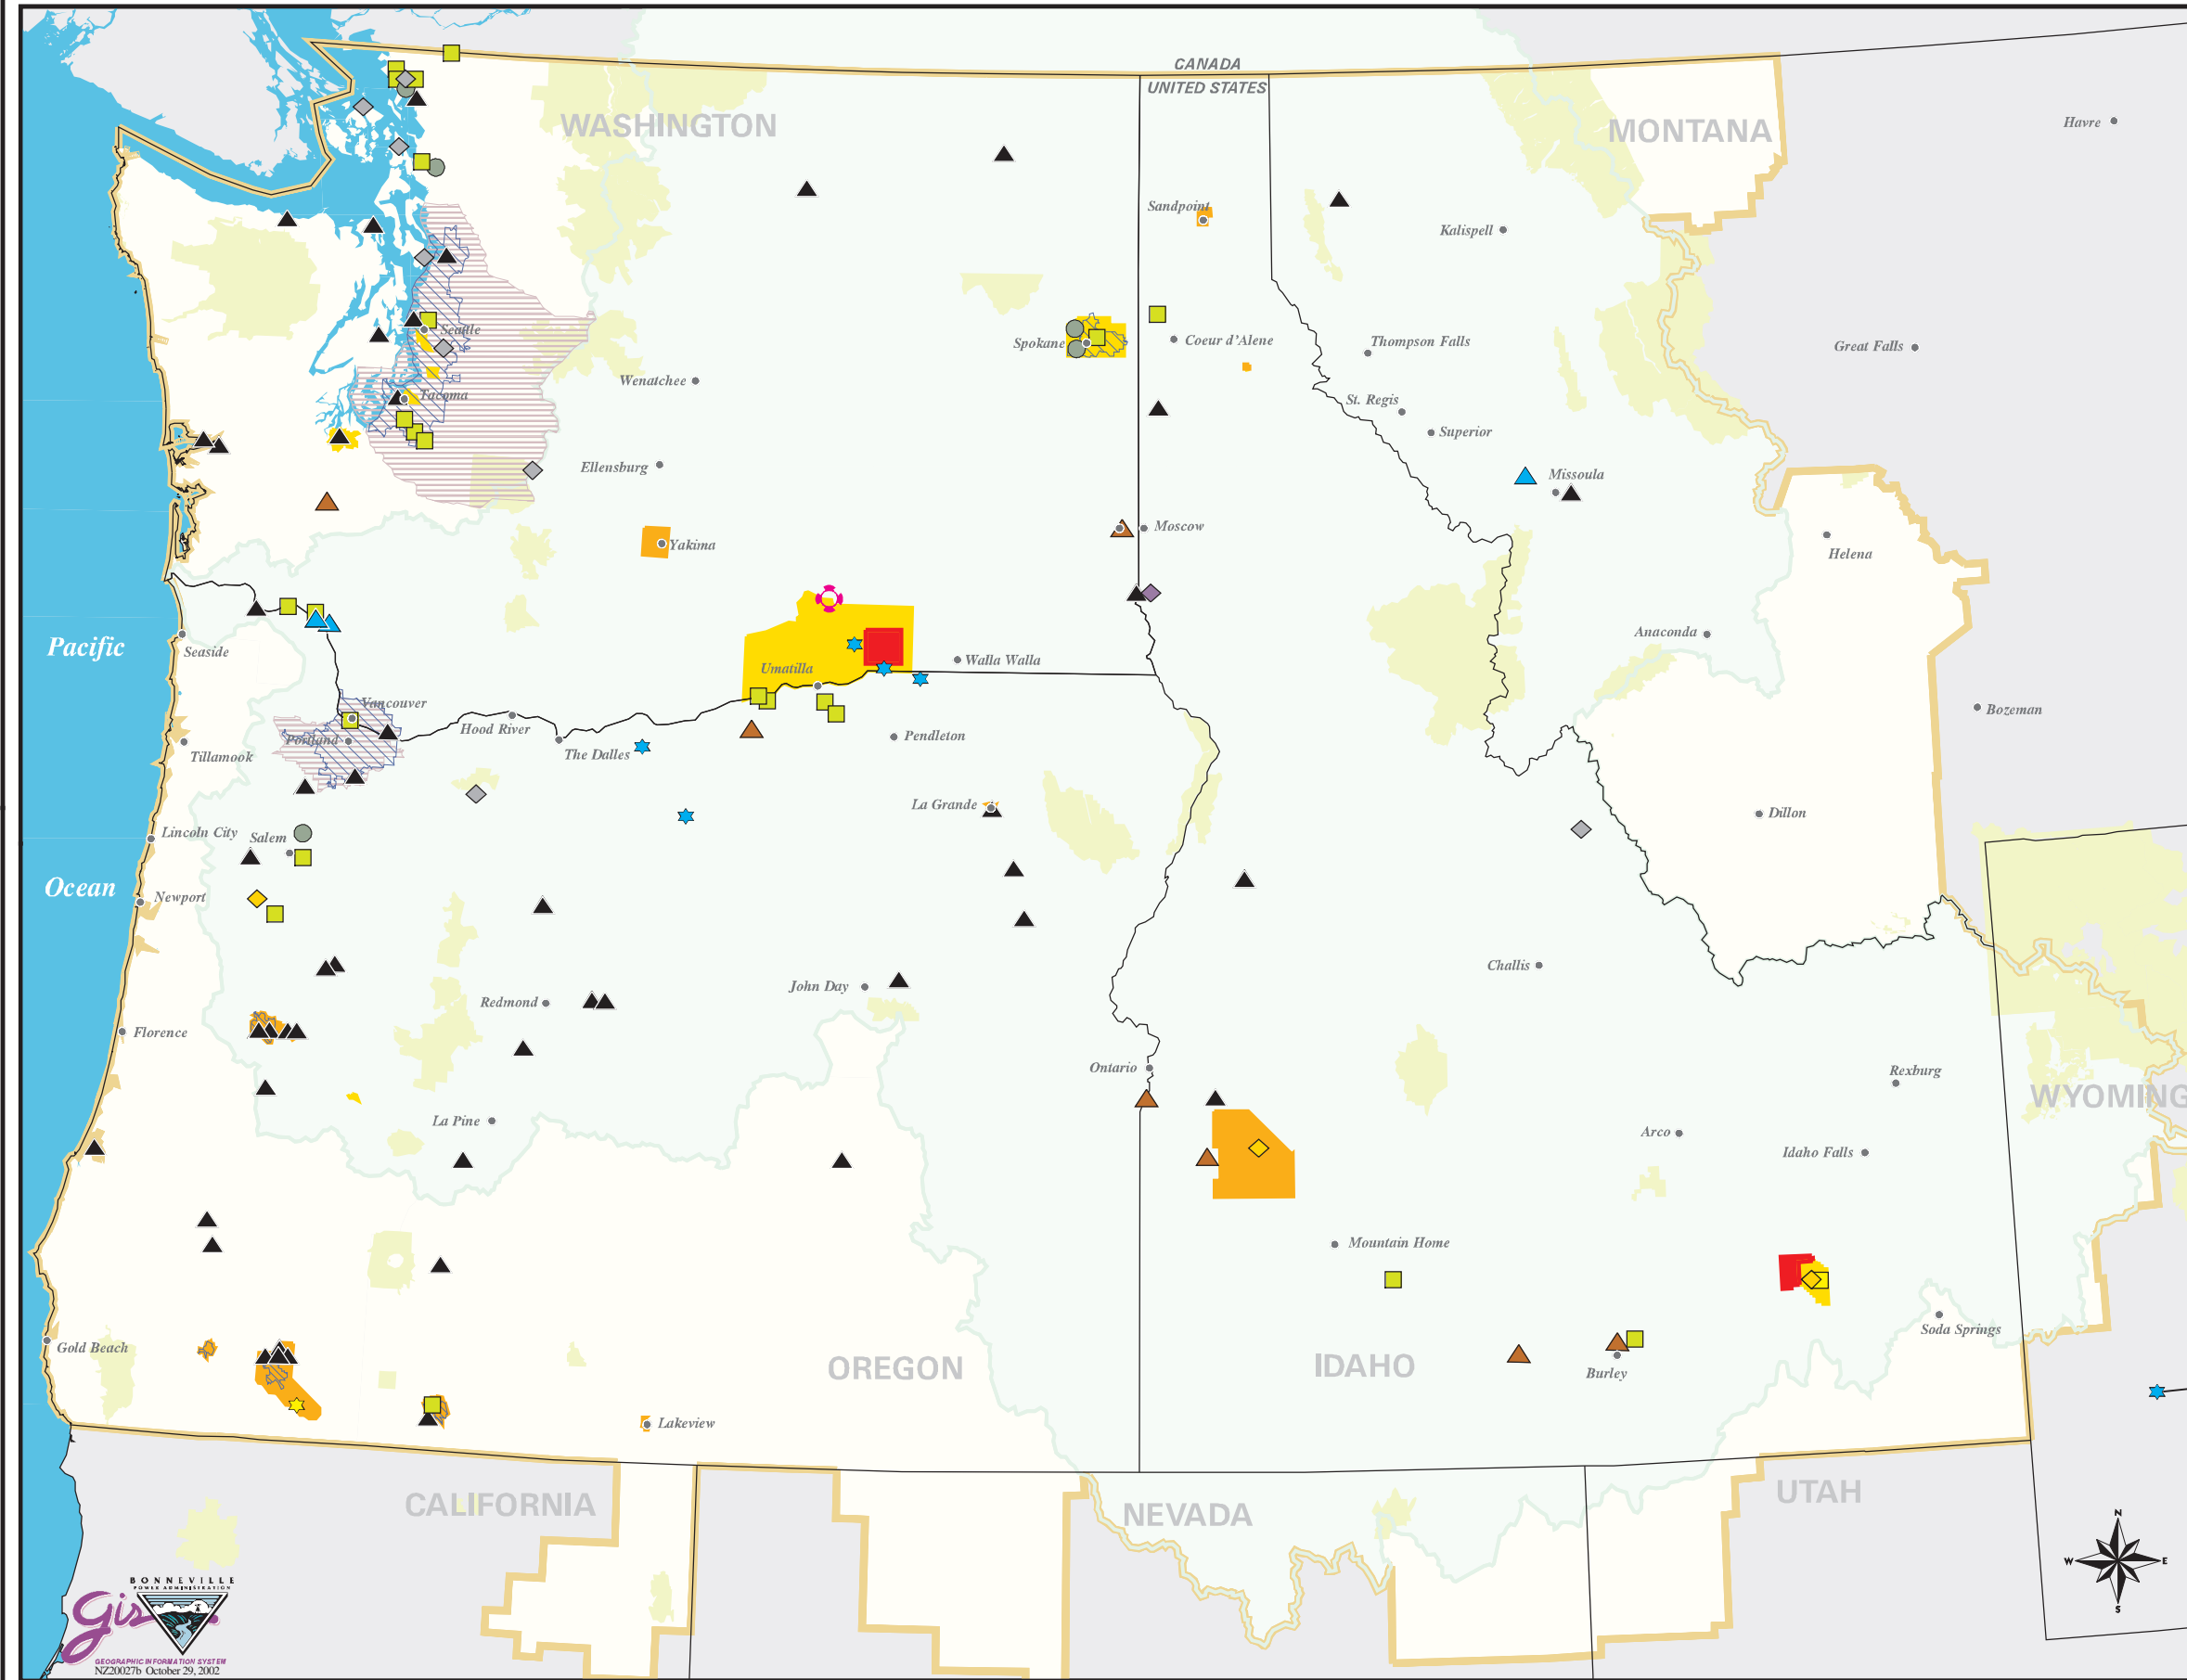 CANADA
UNITED STATES
WASHINGTON
MONTANA
Havre
Sandpoint
Kalispell
Seattle
Spokane
Coeur d'Alene
Thompson Falls
Great Falls
Wenatchee
Tacoma
St. Regis
Superior
Ellensburg
Missoula
Yakima
Moscow
Helena
Pacific
Seaside
Umatilla
Walla Walla
Anaconda
Vancouver
Hood River
Portland
Bozeman
Tillamook
The Dalles
Pendleton
La Grande
Dillon
Lincoln City
Salem
Ocean
Newport
Challis
John Day
Redmond
Florence
Ontario
Rexburg
WYOMING
La Pine
Arco
Idaho Falls
Mountain Home
Gold Beach
Soda Springs
OREGON
IDAHO
Burley
Lakeview
CALIFORNIA
NEVADA
UTAH
N
W E
S
BONNEVILLE
POWER ADMINISTRATION
Gis
GEOGRAPHIC INFORMATION SYSTEM
NZ20027b October 29, 2002